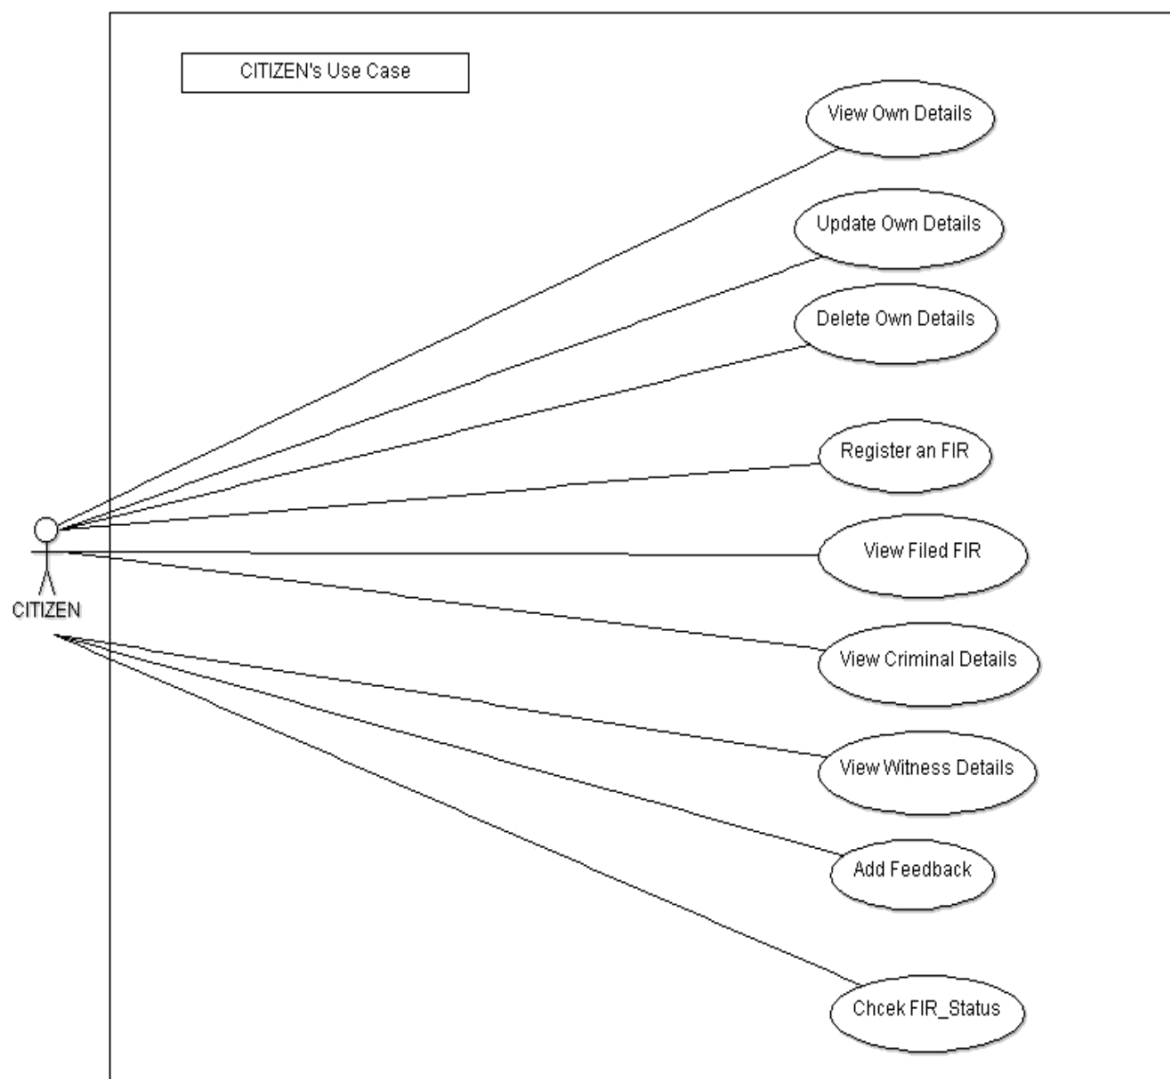 CITIZEN's Use Case
View Own Details
Update Own Details
Delete Own Details
Register an FIR
View Filed FIR
CITIZEN
View Criminal Details
View Witness Details
Add Feedback
Chcek FIR_Status